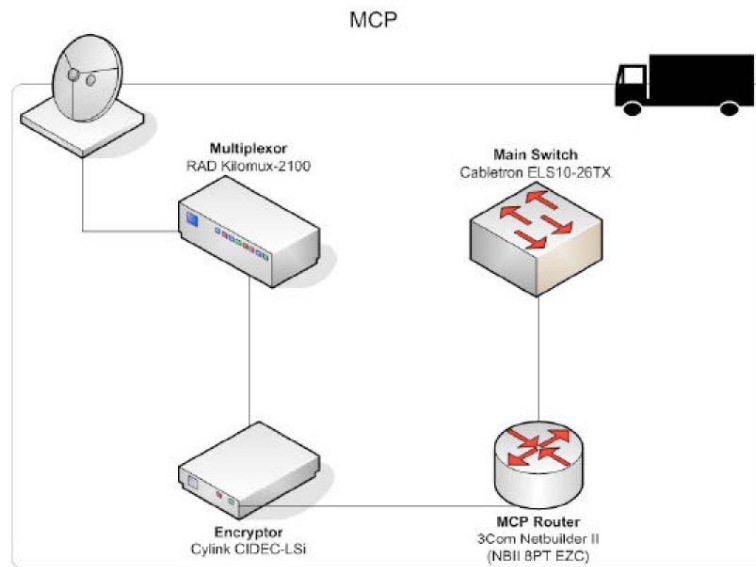 MCP
Multiplexor
RAD Kilomux-2100
Main Switch
Cabletron ELS10-26TX
Encryptor
Cylink CIDEC-LSi
MCP Router
3Com Netbuilder II
(NBII 8PT EZC)